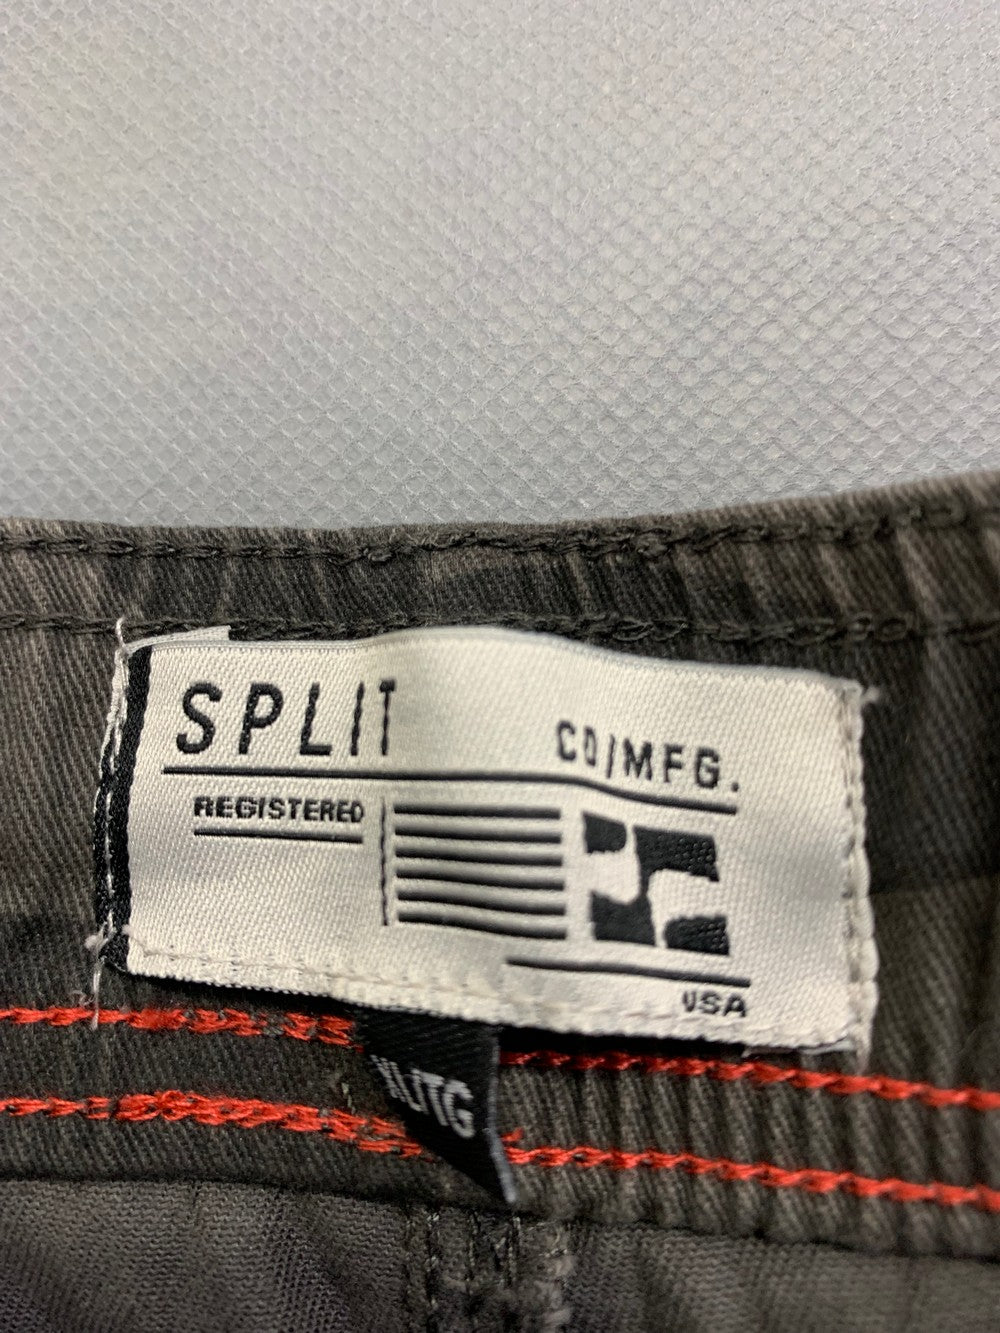 SPLIT CO/MFG.
REGISTERED
USA
XL/TG